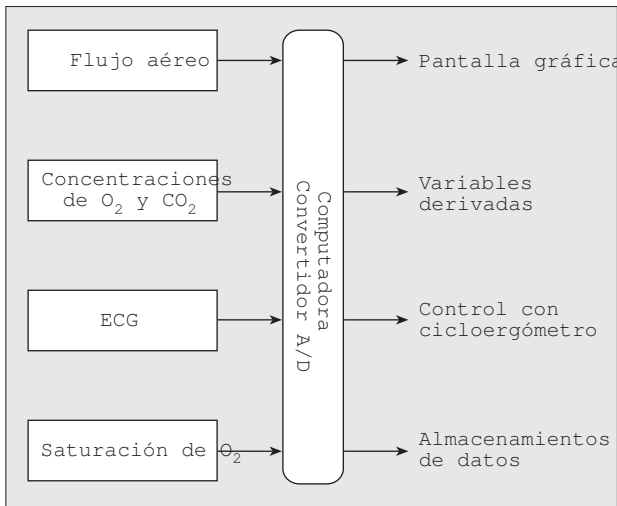 Flujo aéreo
Concentraciones
de O₂ y CO₂
ECG
Saturación de O₂
Computadora
Convertidor A/D
Pantalla gráfica
Variables
derivadas
Control con
cicloergómetro
Almacenamientos
de datos